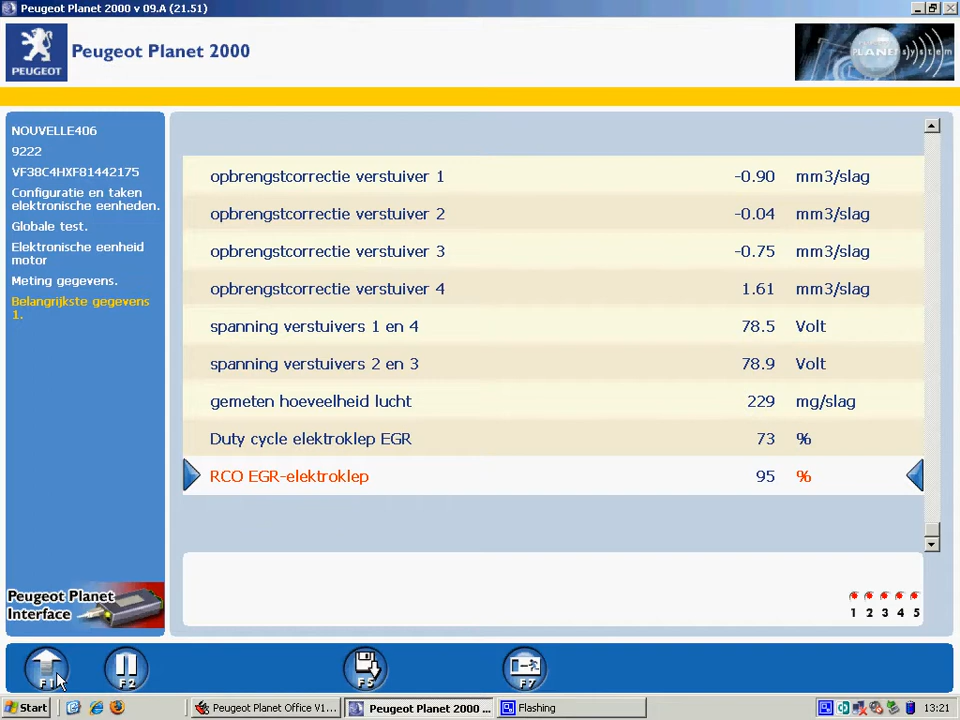 Peugeot Planet 2000 v 09.A (21.51)
PEUGEOT
Peugeot Planet 2000
PLANET system
NOUVELLE406
9222
VF38C4HXF81442175
Configuratie en taken
elektronische eenheden.
Globale test.
Elektronische eenheid
motor
Meting gegevens.
Belangrijkste gegevens
1.
opbrengstcorrectie verstuiver 1 -0.90 mm3/slag
opbrengstcorrectie verstuiver 2 -0.04 mm3/slag
opbrengstcorrectie verstuiver 3 -0.75 mm3/slag
opbrengstcorrectie verstuiver 4 1.61 mm3/slag
spanning verstuivers 1 en 4 78.5 Volt
spanning verstuivers 2 en 3 78.9 Volt
gemeten hoeveelheid lucht 229 mg/slag
Duty cycle elektroklep EGR 73 %
RCO EGR-elektroklep 95 %
Peugeot Planet
Interface
1 2 3 4 5
F1 F2 F5 F7
Start
Peugeot Planet Office V1...
Peugeot Planet 2000 ...
Flashing
13:21